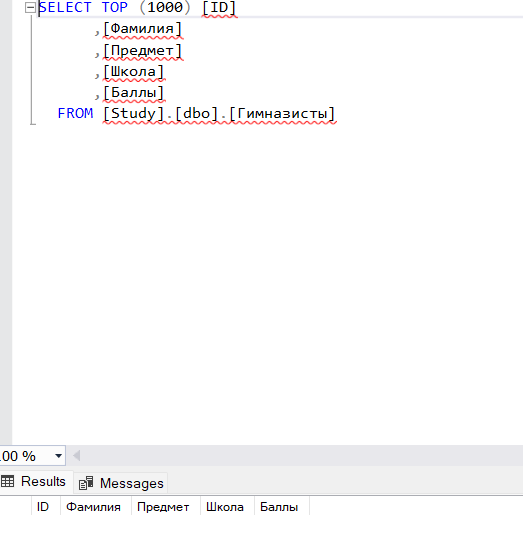 SELECT TOP (1000) [ID]
,[Фамилия]
,[Предмет]
,[Школа]
,[Баллы]
FROM [Study].[dbo].[Гимназисты]
.00 %
Results Messages
ID Фамилия Предмет Школа Баллы